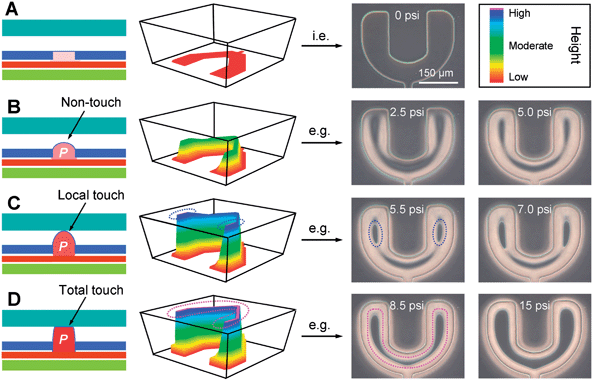 A
i.e.
0 psi
150 µm
High
Moderate
Low
Height
B
Non-touch
P
e.g.
2.5 psi
5.0 psi
C
Local touch
P
e.g.
5.5 psi
7.0 psi
D
Total touch
P
e.g.
8.5 psi
15 psi